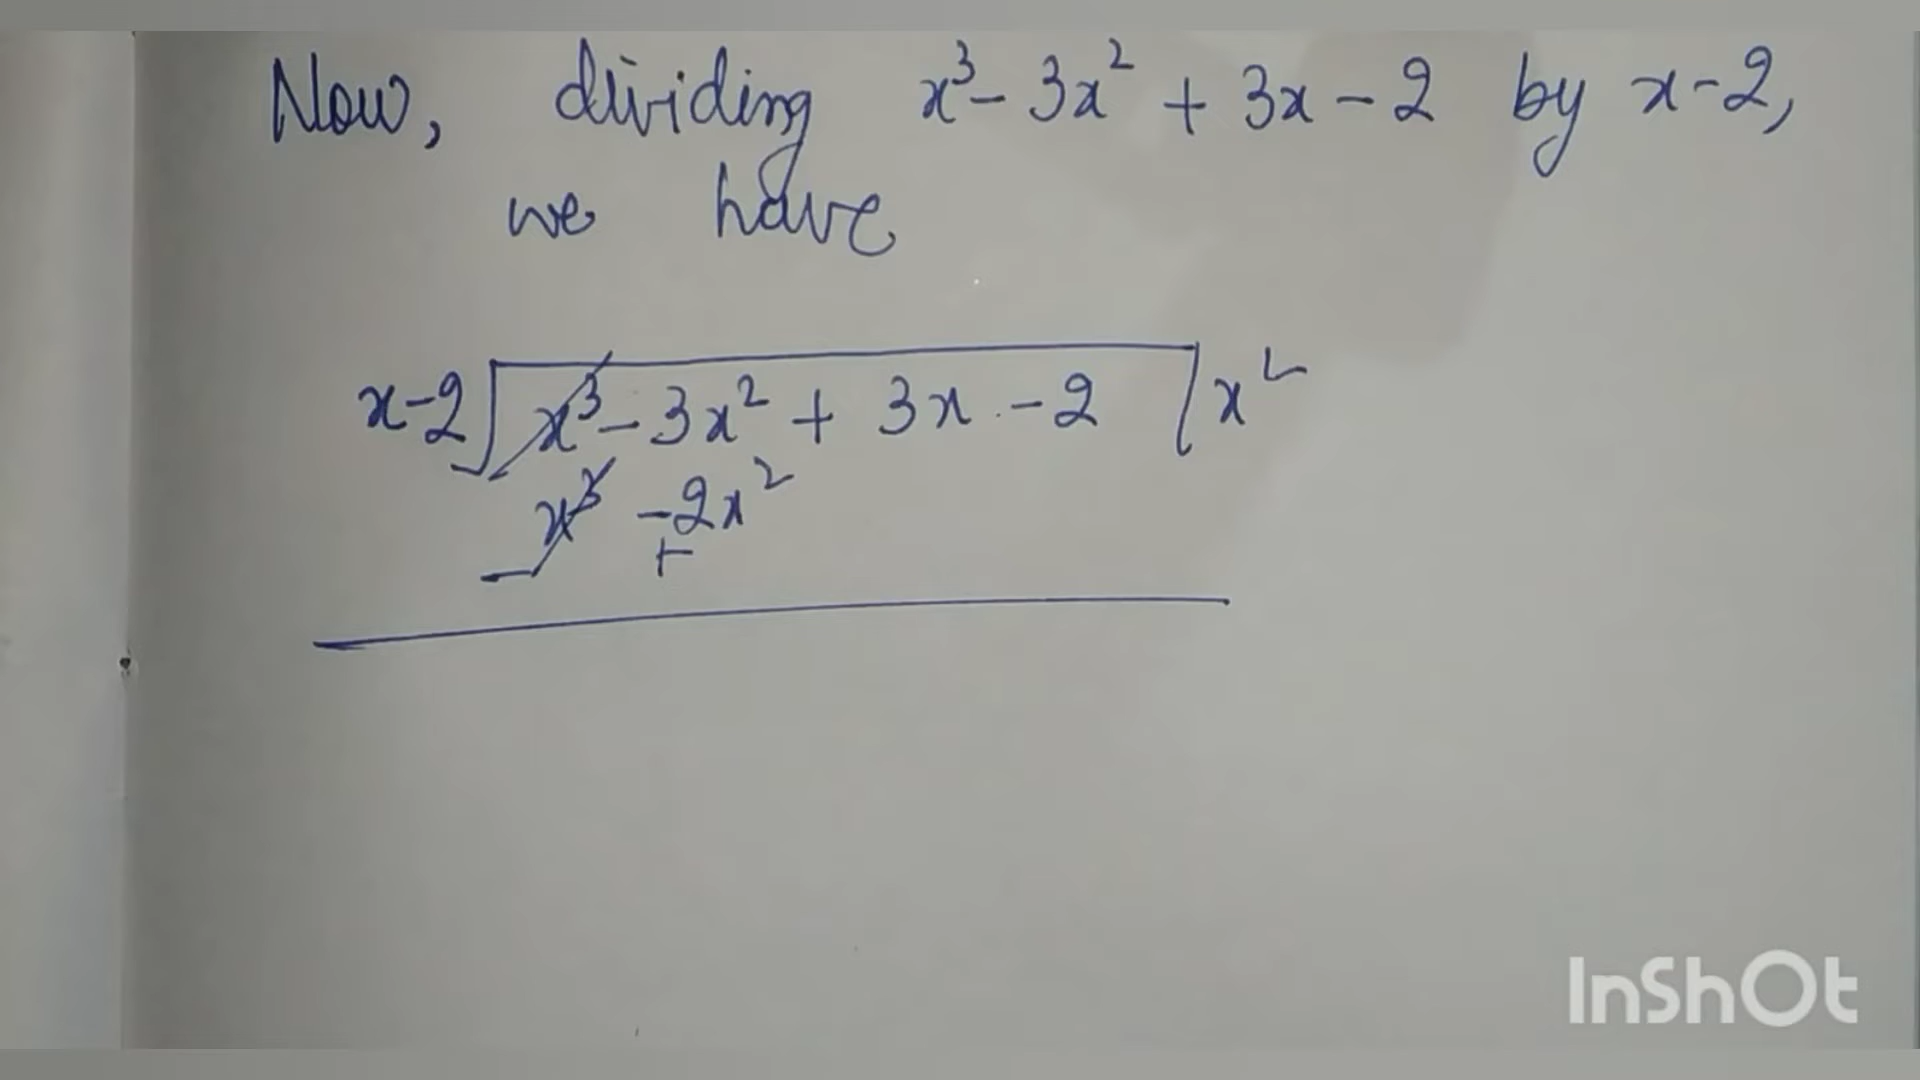 Now, dividing x³- 3x² + 3x - 2 by x-2,
we have
x-2 x³- 3x² + 3x - 2 x²
x³ -2x²
- +
InShOt